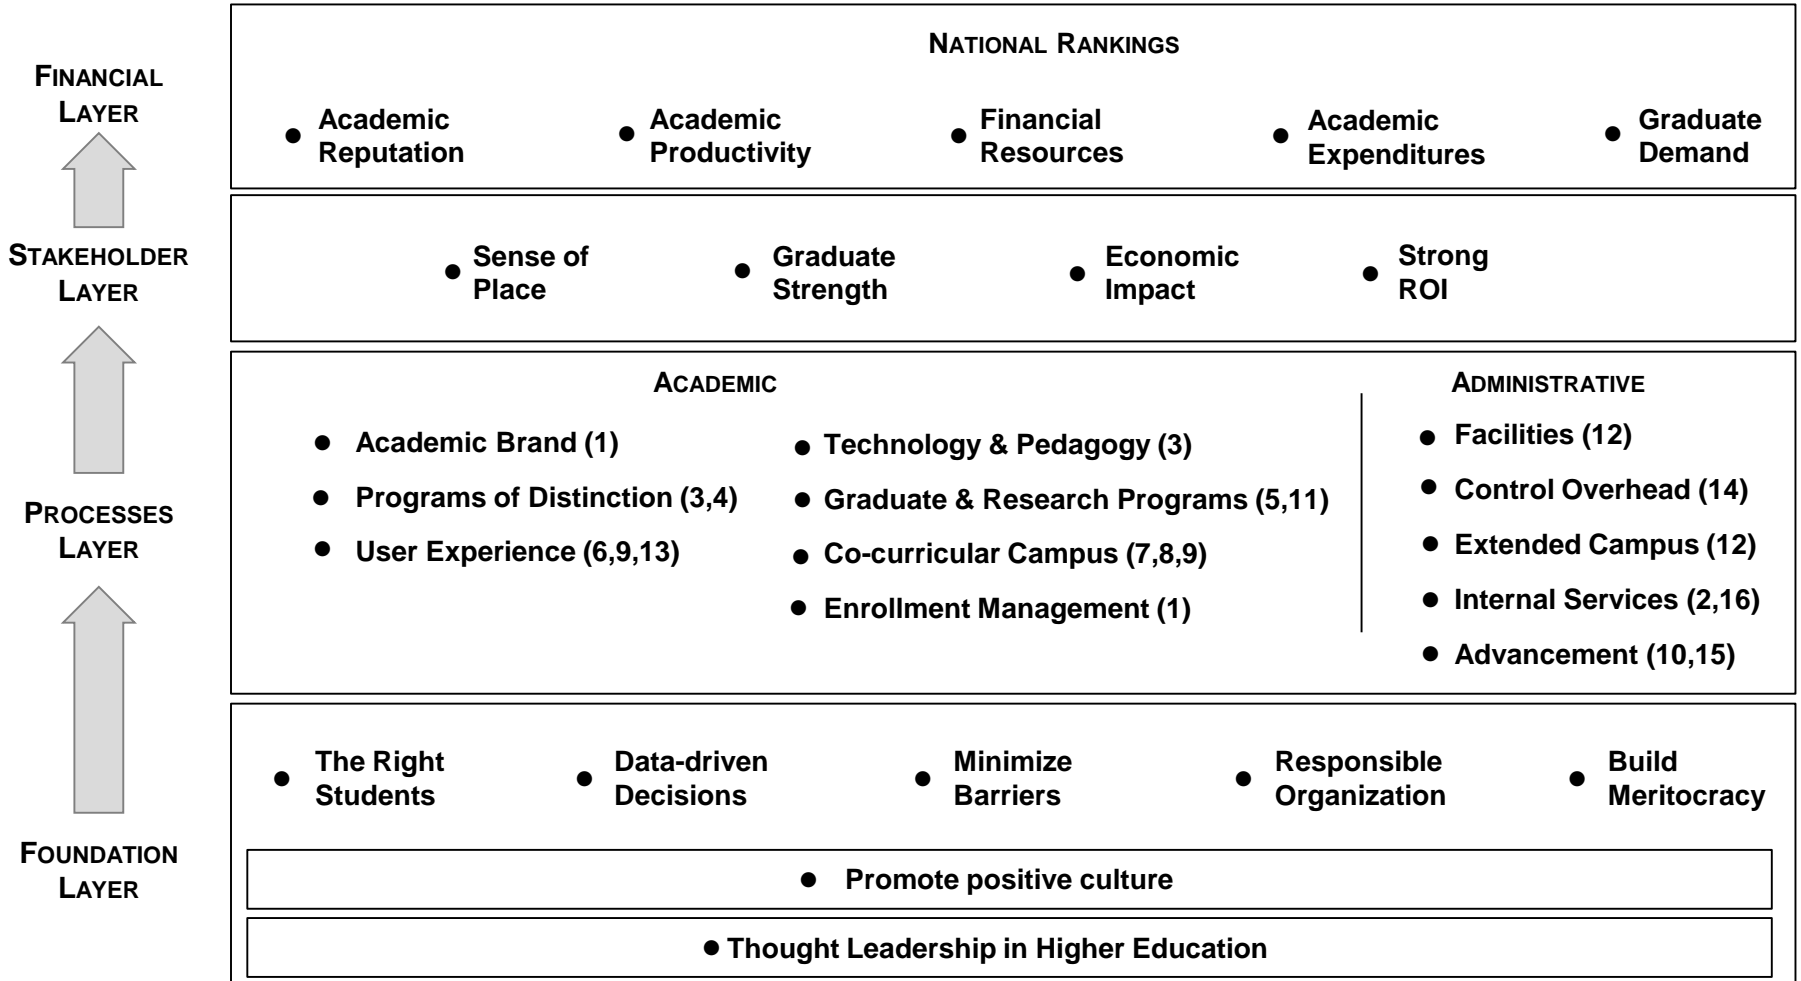 NATIONAL RANKINGS
FINANCIAL
LAYER
Academic
Reputation
Academic
Productivity
Financial
Resources
Academic
Expenditures
Graduate
Demand
STAKEHOLDER
LAYER
Sense of
Place
Graduate
Strength
Economic
Impact
Strong
ROI
PROCESSES
LAYER
ACADEMIC
Academic Brand (1)
Programs of Distinction (3,4)
User Experience (6,9,13)
Technology & Pedagogy (3)
Graduate & Research Programs (5,11)
Co-curricular Campus (7,8,9)
Enrollment Management (1)
ADMINISTRATIVE
Facilities (12)
Control Overhead (14)
Extended Campus (12)
Internal Services (2,16)
Advancement (10,15)
FOUNDATION
LAYER
The Right
Students
Data-driven
Decisions
Minimize
Barriers
Responsible
Organization
Build
Meritocracy
Promote positive culture
Thought Leadership in Higher Education